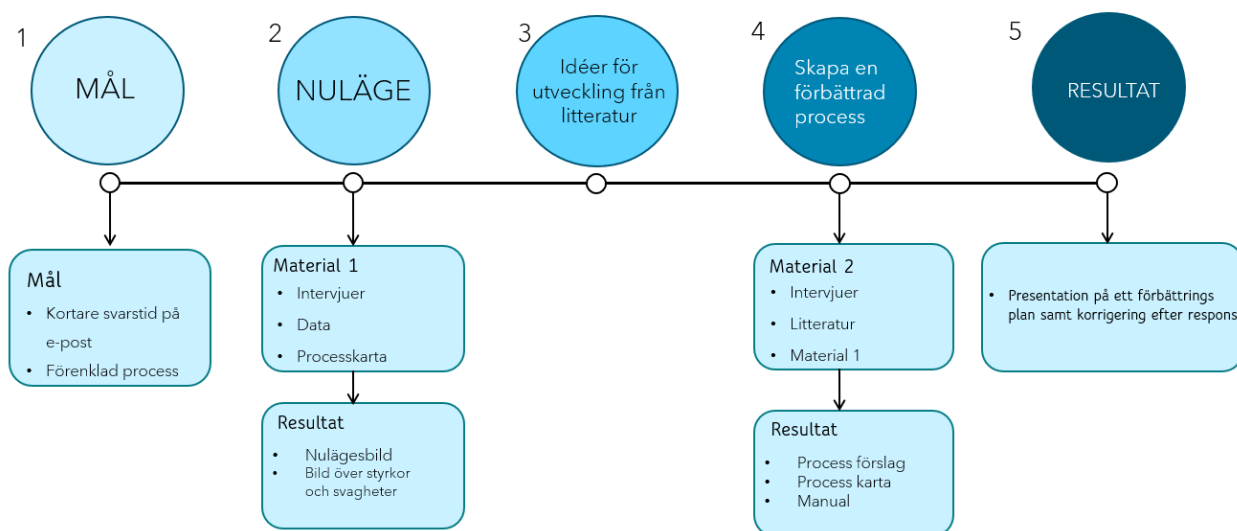 1
MÅL
2
NULÄGE
3
Idéer för
utveckling från
litteratur
4
Skapa en
förbättrad
process
5
RESULTAT
Mål
• Kortare svarstid på
e-post
• Förenklad process
Material 1
• Intervjuer
• Data
• Processkarta
Resultat
• Nulägesbild
• Bild över styrkor
och svagheter
Material 2
• Intervjuer
• Litteratur
• Material 1
Resultat
• Process förslag
• Process karta
• Manual
• Presentation på ett förbättrings
plan samt korrigering efter respons